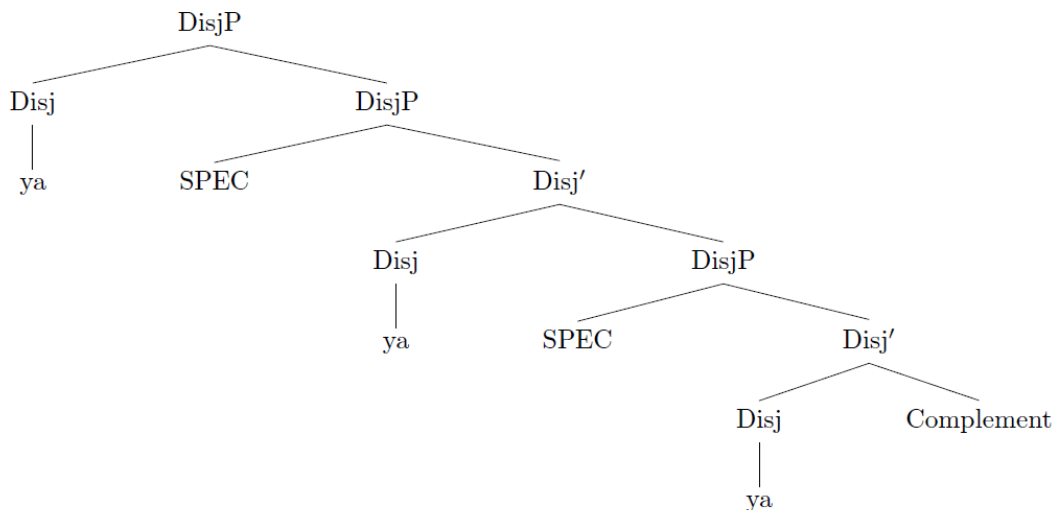 DisjP
Disj DisjP
ya SPEC Disj′
Disj DisjP
ya SPEC Disj′
Disj Complement
ya